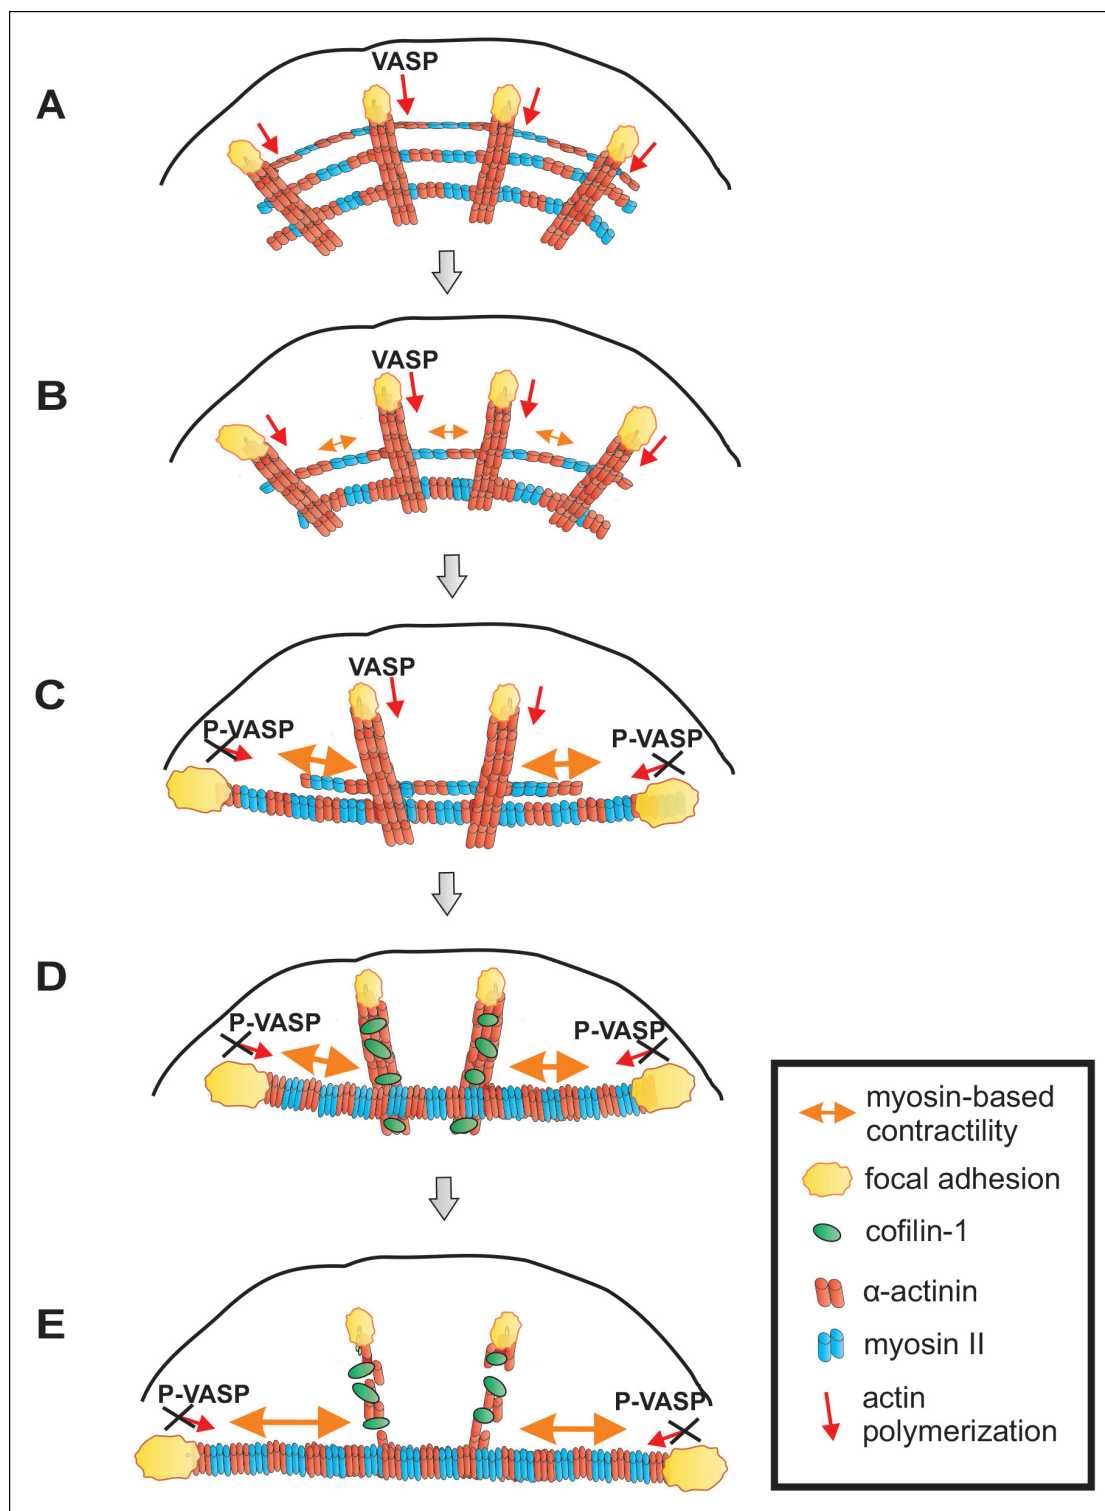 A
VASP
B
VASP
C
VASP
P-VASP
P-VASP
D
P-VASP
P-VASP
E
P-VASP
P-VASP
myosin-based
contractility
focal adhesion
cofilin-1
α-actinin
myosin II
actin
polymerization